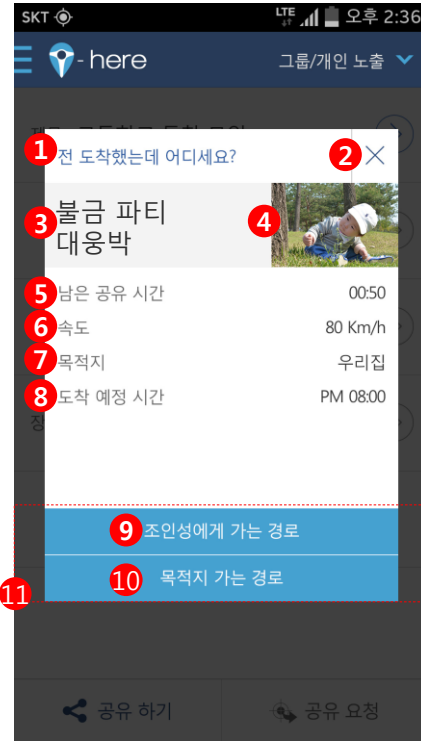 SKT LTE 오후 2:36
- here 그룹/개인 노출
1 전 도착했는데 어디세요? 2
3 불금 파티 4
대웅박
5 남은 공유 시간 00:50
6 속도 80 Km/h
7 목적지 우리집
8 도착 예정 시간 PM 08:00
9 조인성에게 가는 경로
10 목적지 가는 경로
11
공유 하기 공유 요청